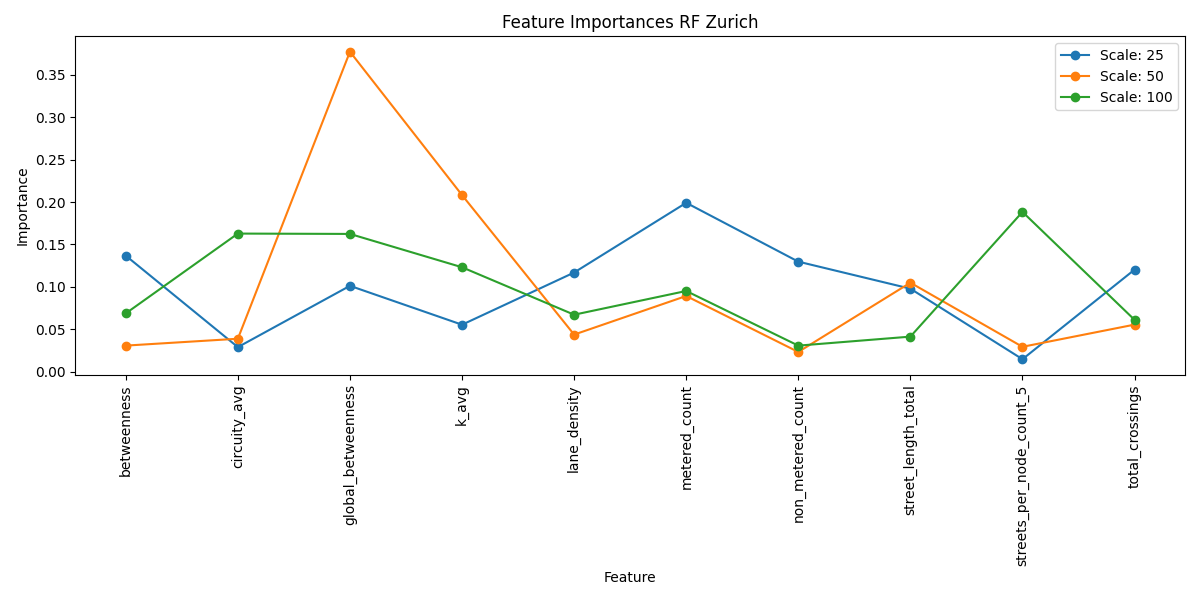 Feature Importances RF Zurich
Scale: 25
Scale: 50
Scale: 100
Importance
0.35
0.30
0.25
0.20
0.15
0.10
0.05
0.00
betweenness
circuity_avg
global_betweenness
k_avg
lane_density
metered_count
non_metered_count
street_length_total
streets_per_node_count_5
total_crossings
Feature